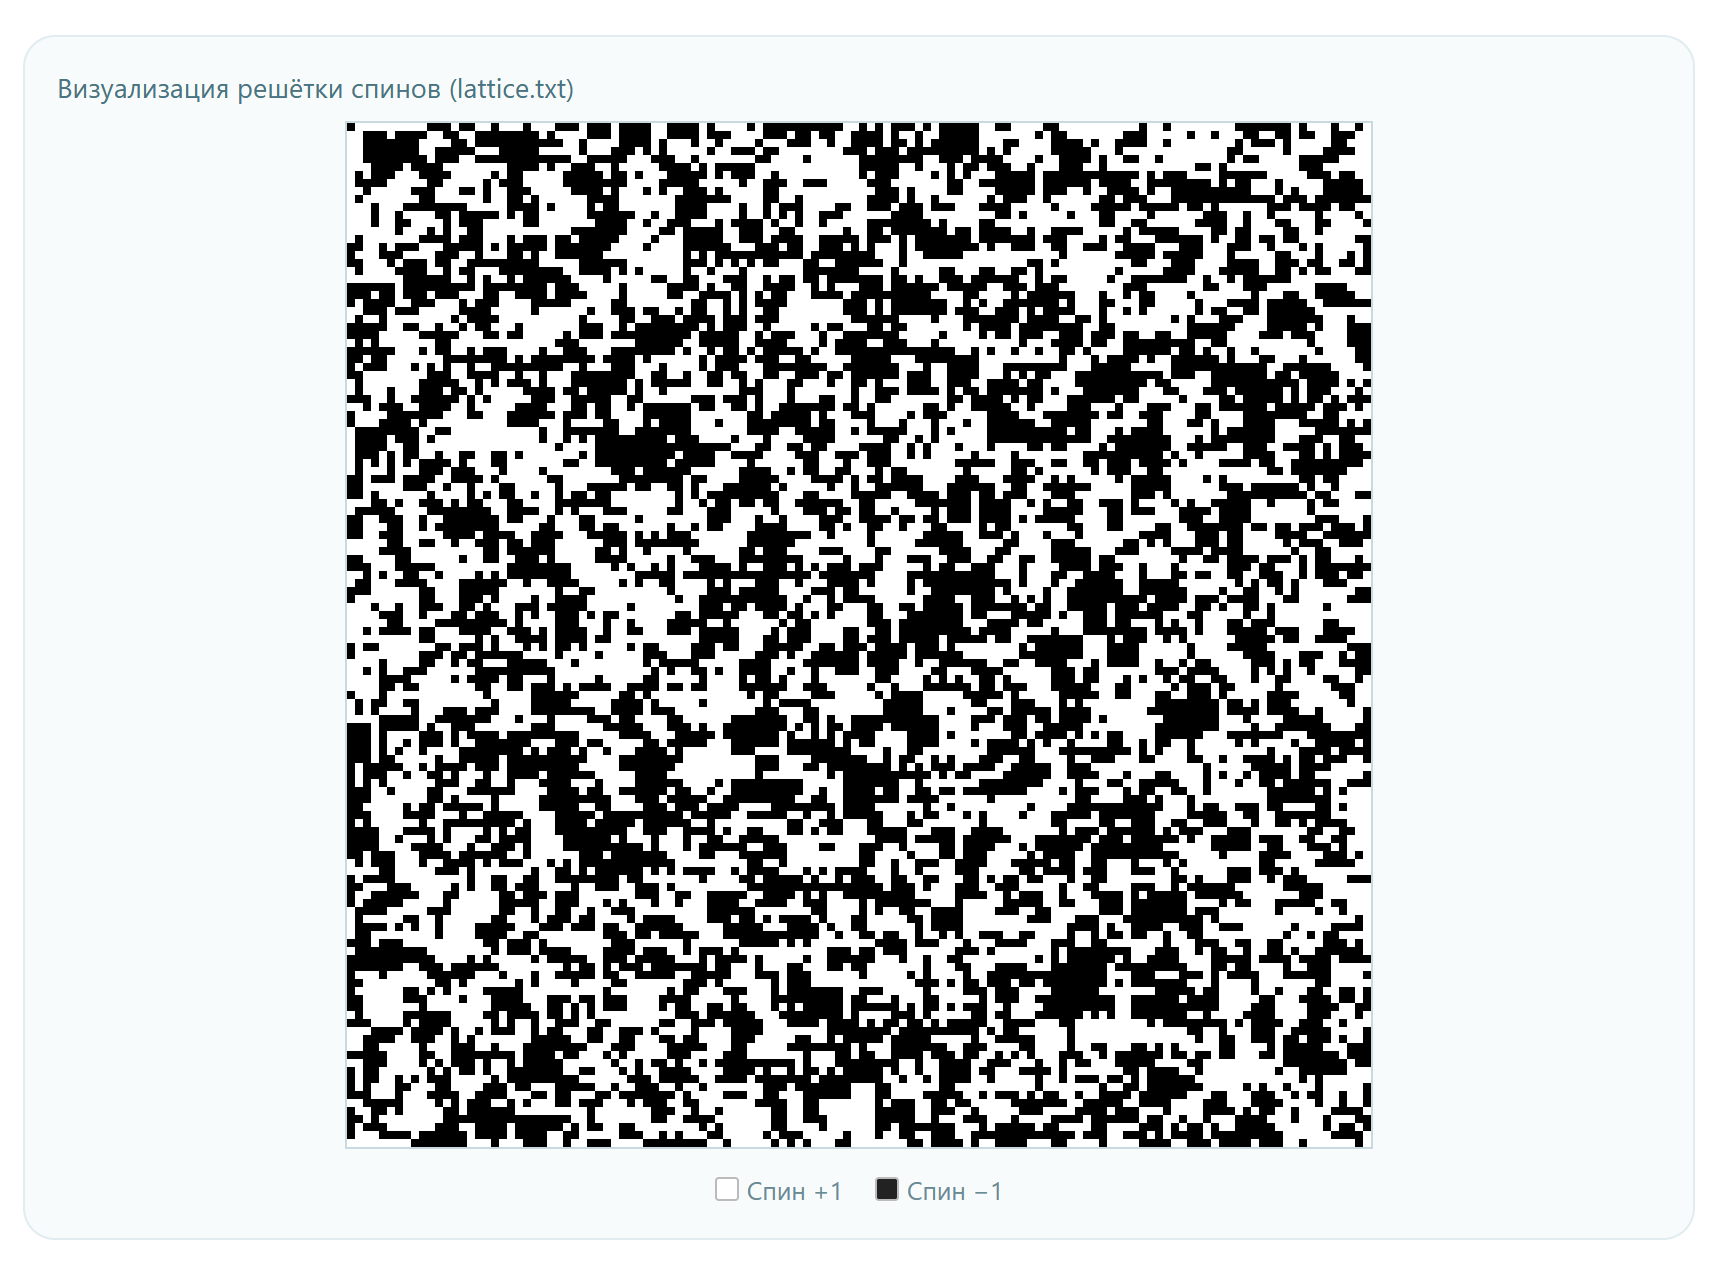 Визуализация решётки спинов (lattice.txt)
Спин +1 Спин −1